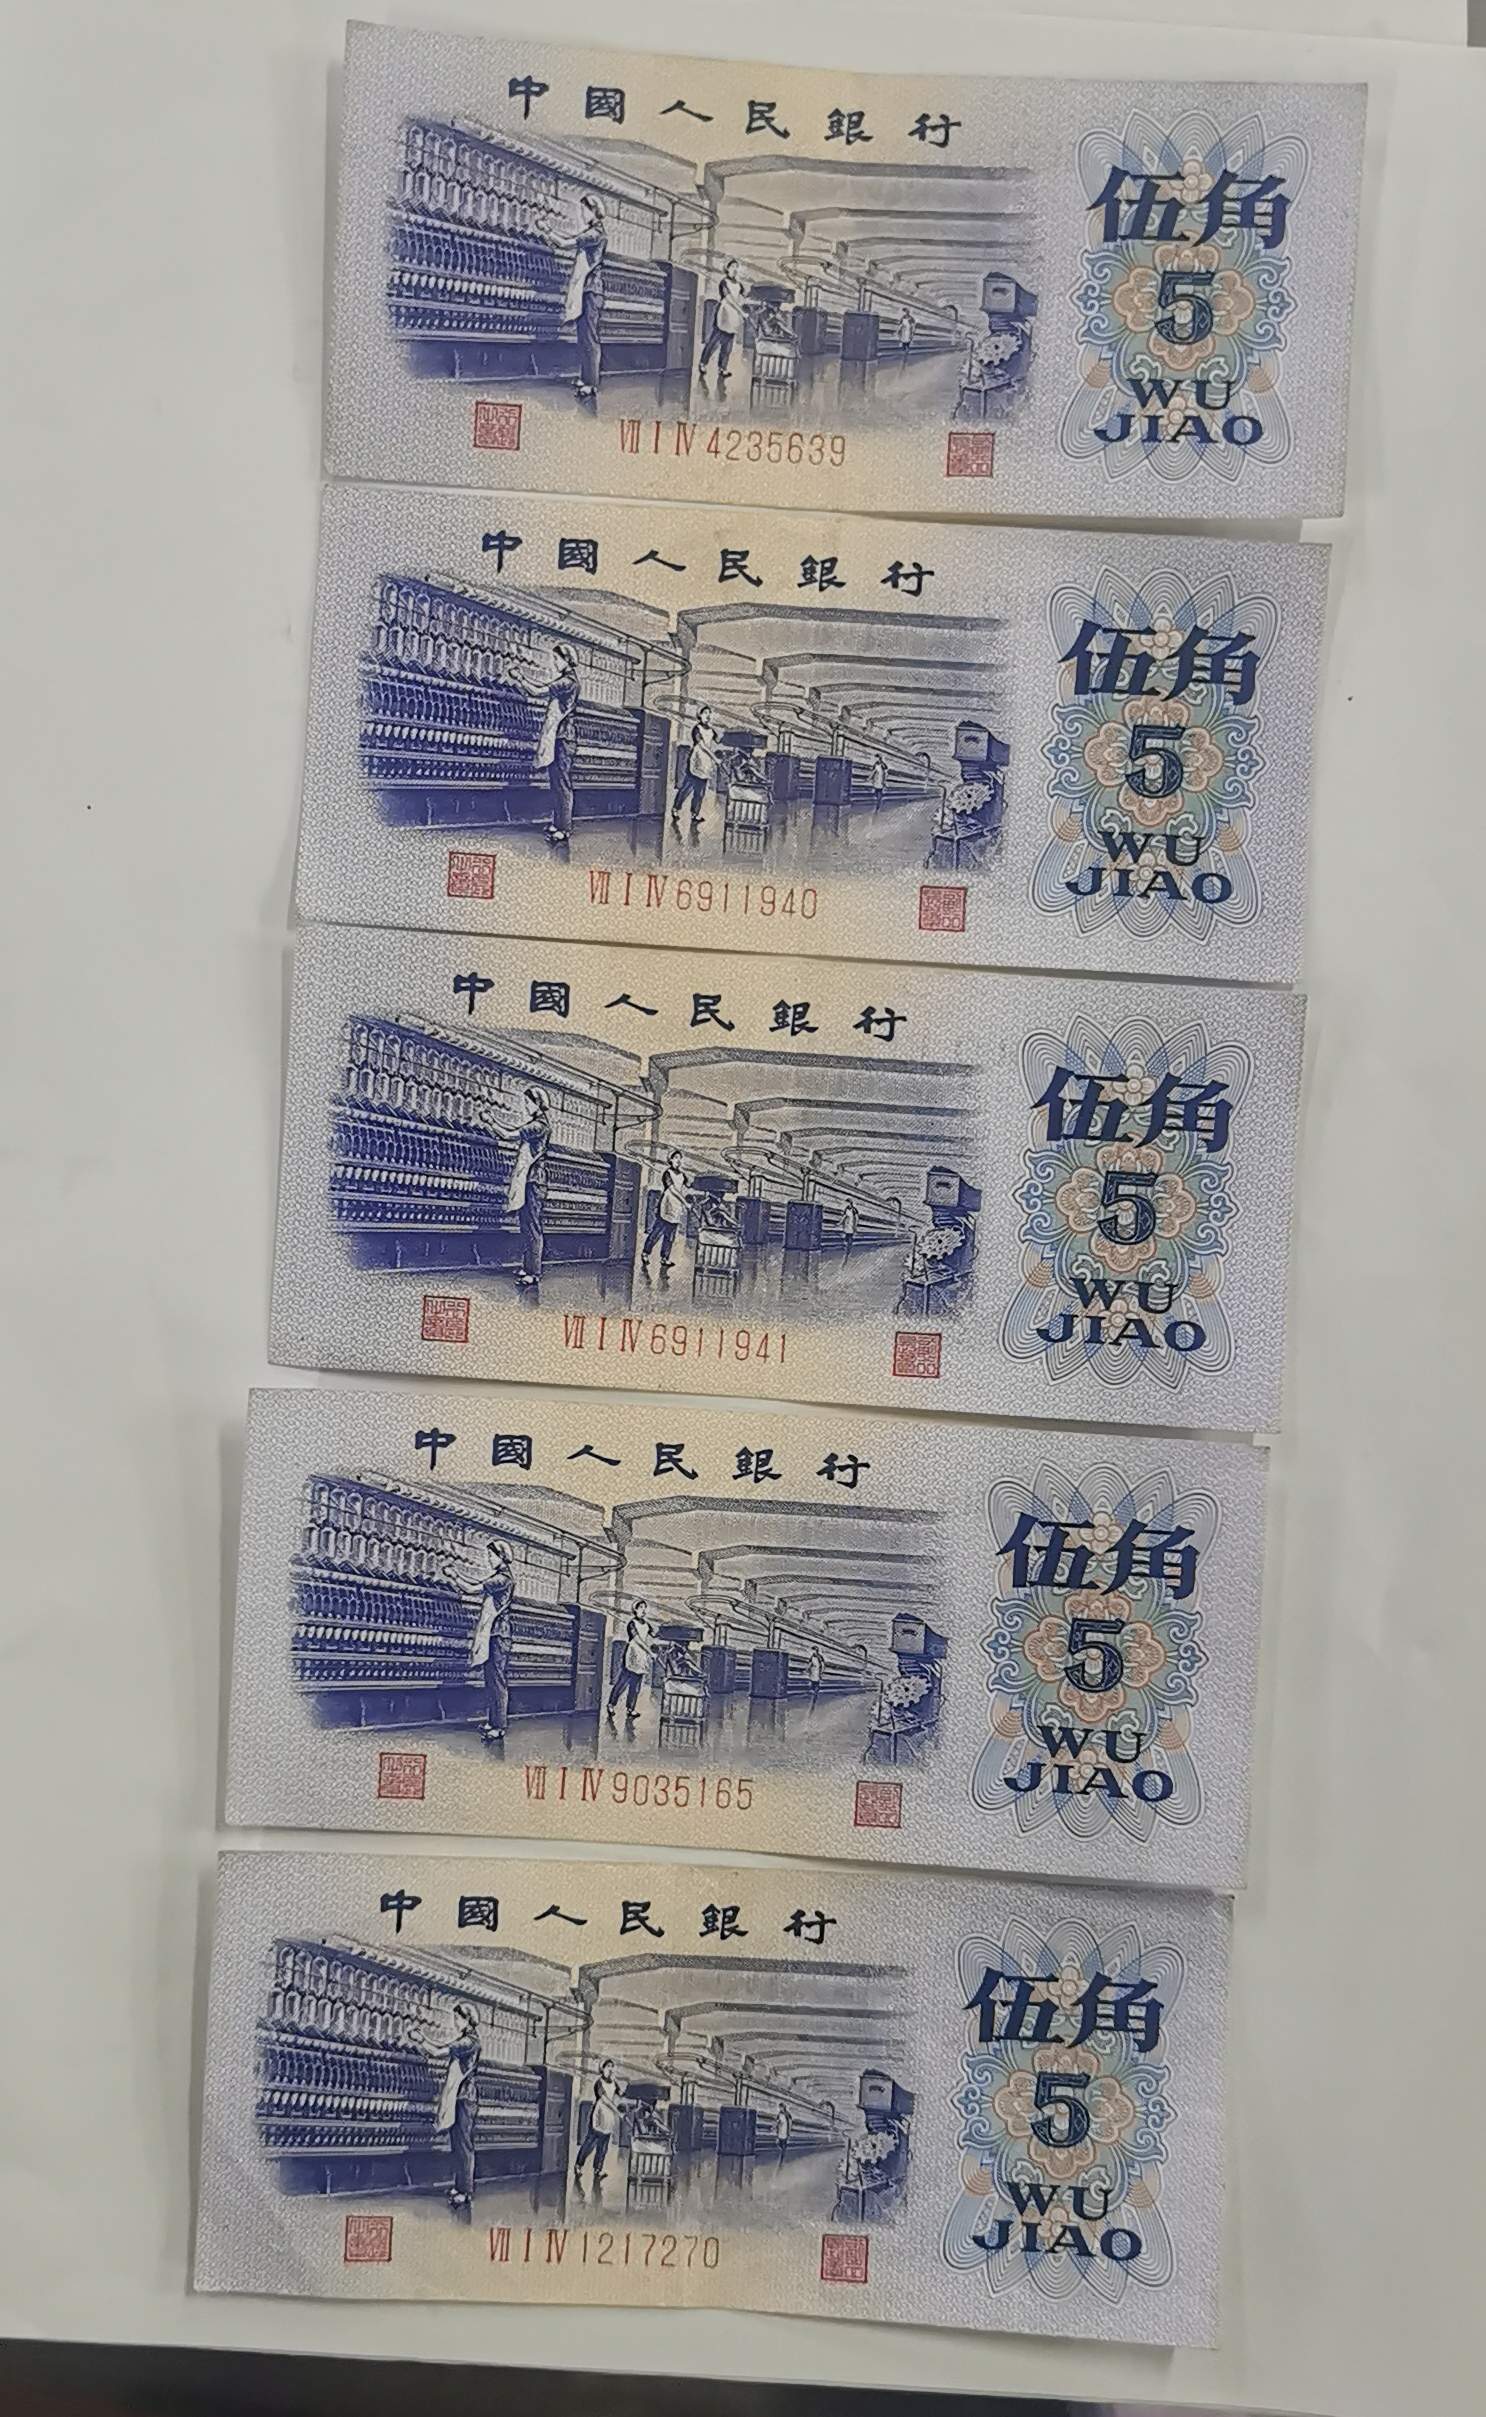 中國人民銀行
伍角
5
WU
JIAO
Ⅶ Ⅰ Ⅳ 4235639
中國人民銀行
伍角
5
WU
JIAO
Ⅶ Ⅰ Ⅳ 6911940
中國人民銀行
伍角
5
WU
JIAO
Ⅶ Ⅰ Ⅳ 6911941
中國人民銀行
伍角
5
WU
JIAO
Ⅶ Ⅰ Ⅳ 9035165
中國人民銀行
伍角
5
WU
JIAO
Ⅶ Ⅰ Ⅳ 1217270